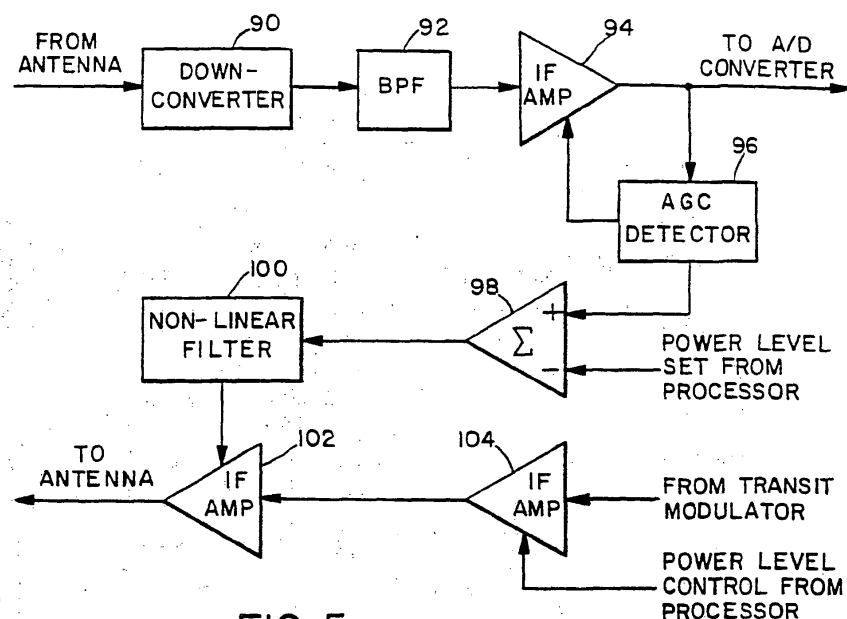 FROM
ANTENNA
90
DOWN-
CONVERTER
92
BPF
94
IF
AMP
TO A/D
CONVERTER
96
AGC
DETECTOR
100
NON-LINEAR
FILTER
98
+
Σ
-
POWER LEVEL
SET FROM
PROCESSOR
TO
ANTENNA
102
IF
AMP
104
IF
AMP
FROM TRANSIT
MODULATOR
POWER LEVEL
CONTROL FROM
PROCESSOR